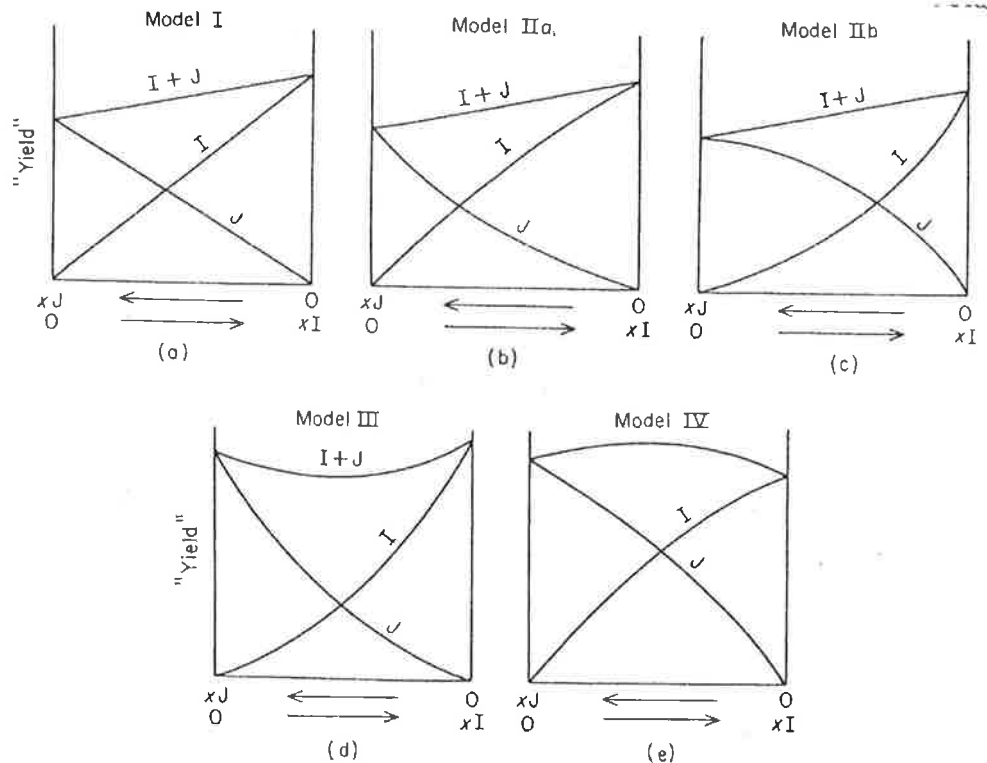 Model I
I + J
I
J
"Yield"
xJ
O
O
xI
(a)
Model IIa.
I + J
I
J
xJ
O
O
xI
(b)
Model IIb
I + J
I
J
xJ
O
O
xI
(c)
Model III
I + J
I
J
"Yield"
xJ
O
O
xI
(d)
Model IV
I
J
xJ
O
O
xI
(e)